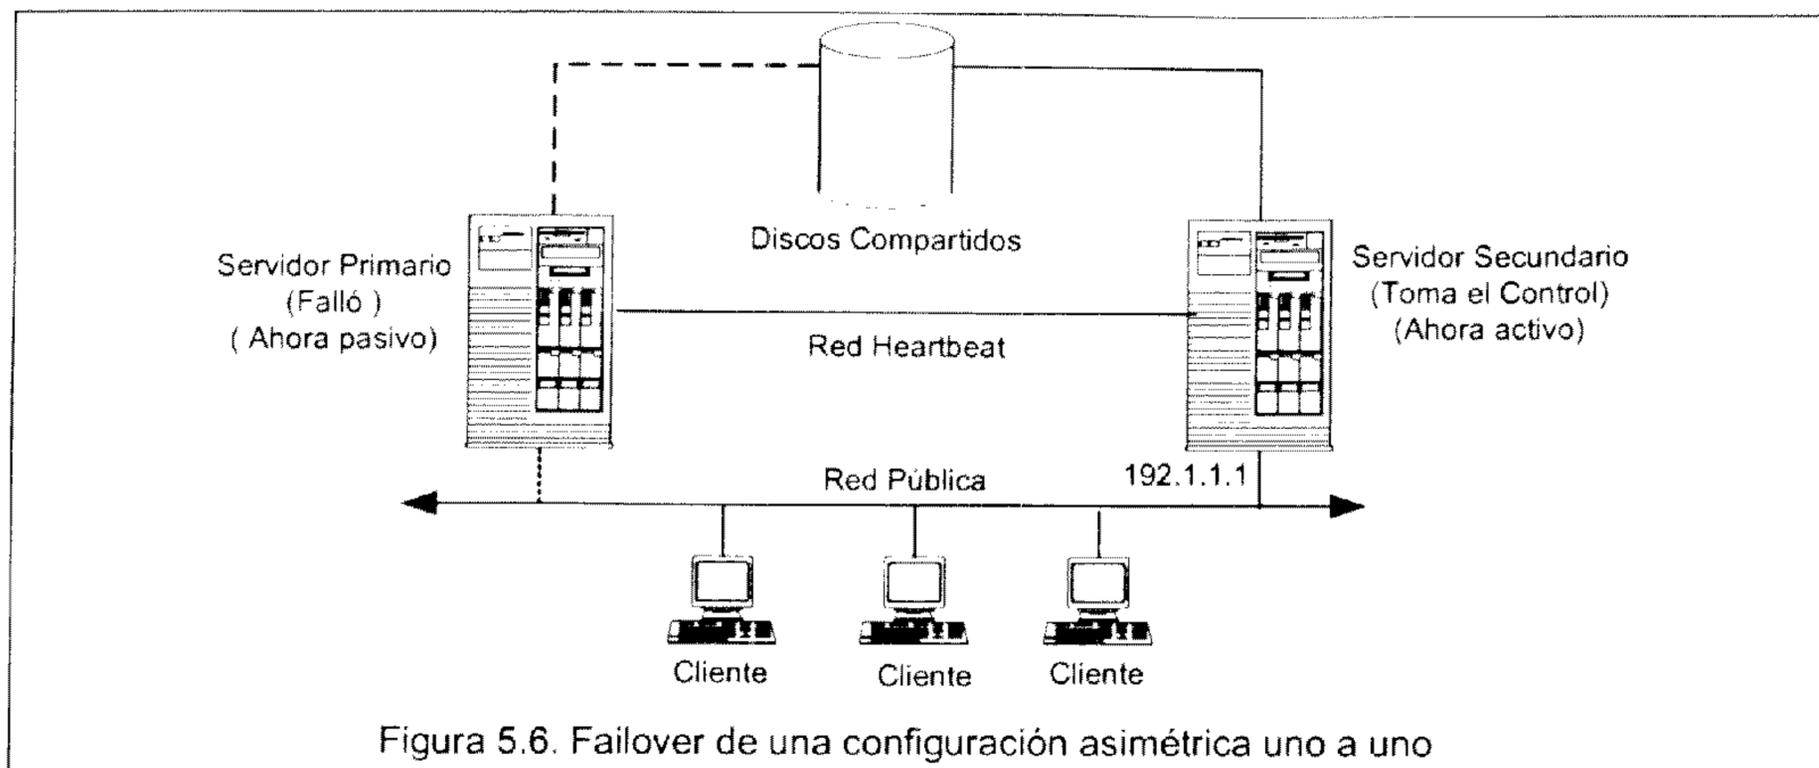 Discos Compartidos
Servidor Primario
(Falló )
( Ahora pasivo)
Servidor Secundario
(Toma el Control)
(Ahora activo)
Red Heartbeat
Red Pública
192.1.1.1
Cliente
Cliente
Cliente
Figura 5.6. Failover de una configuración asimétrica uno a uno